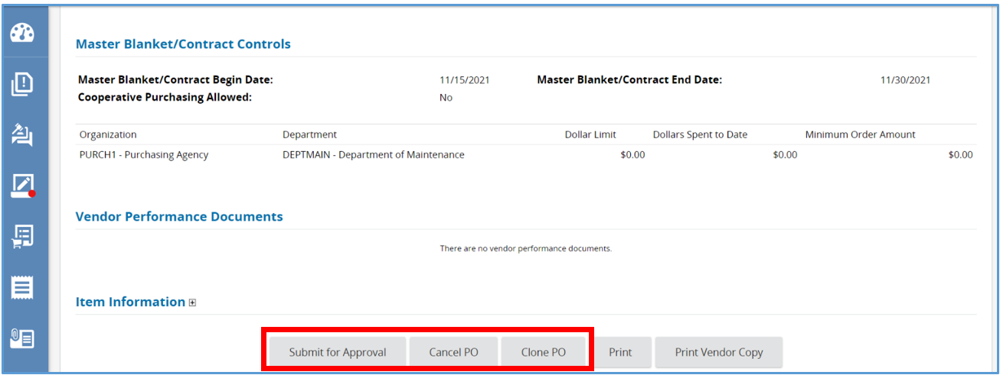 Master Blanket/Contract Controls
Master Blanket/Contract Begin Date: 11/15/2021 Master Blanket/Contract End Date: 11/30/2021
Cooperative Purchasing Allowed: No
Organization Department Dollar Limit Dollars Spent to Date Minimum Order Amount
PURCH1 - Purchasing Agency DEPTMAIN - Department of Maintenance $0.00 $0.00 $0.00
Vendor Performance Documents
There are no vendor performance documents.
Item Information
Submit for Approval Cancel PO Clone PO Print Print Vendor Copy